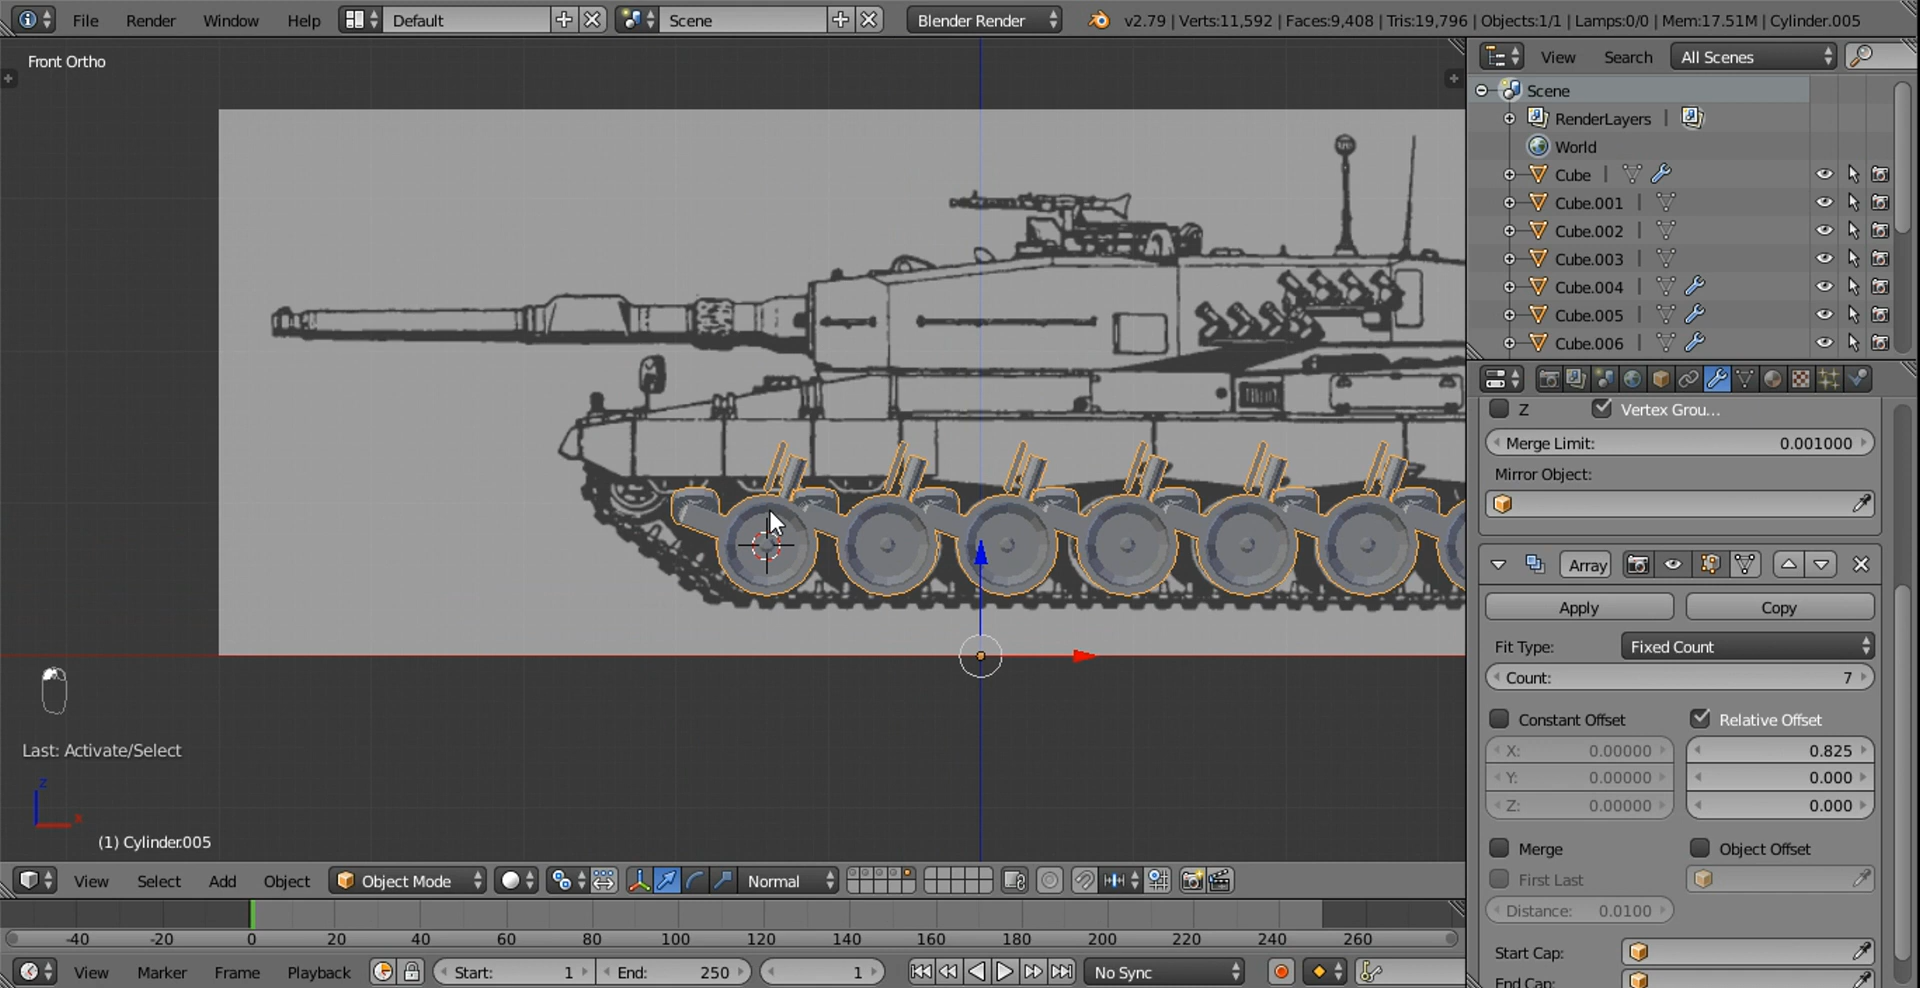 File Render Window Help Default Scene Blender Render v2.79 | Verts:11,592 | Faces:9,408 | Tris:19,796 | Objects:1/1 | Lamps:0/0 | Mem:17.51M | Cylinder.005
Front Ortho
View Search All Scenes
Scene
RenderLayers
World
Cube
Cube.001
Cube.002
Cube.003
Cube.004
Cube.005
Cube.006
Z Vertex Grou...
Merge Limit: 0.001000
Mirror Object:
Array
Apply Copy
Fit Type: Fixed Count
Count: 7
Constant Offset Relative Offset
X: 0.00000 0.825
Y: 0.00000 0.000
Z: 0.00000 0.000
Merge Object Offset
First Last
Distance: 0.0100
Start Cap:
End Cap:
Last: Activate/Select
z
x
(1) Cylinder.005
View Select Add Object Object Mode Normal
-40 -20 0 20 40 60 80 100 120 140 160 180 200 220 240 260
View Marker Frame Playback Start: 1 End: 250 1 No Sync